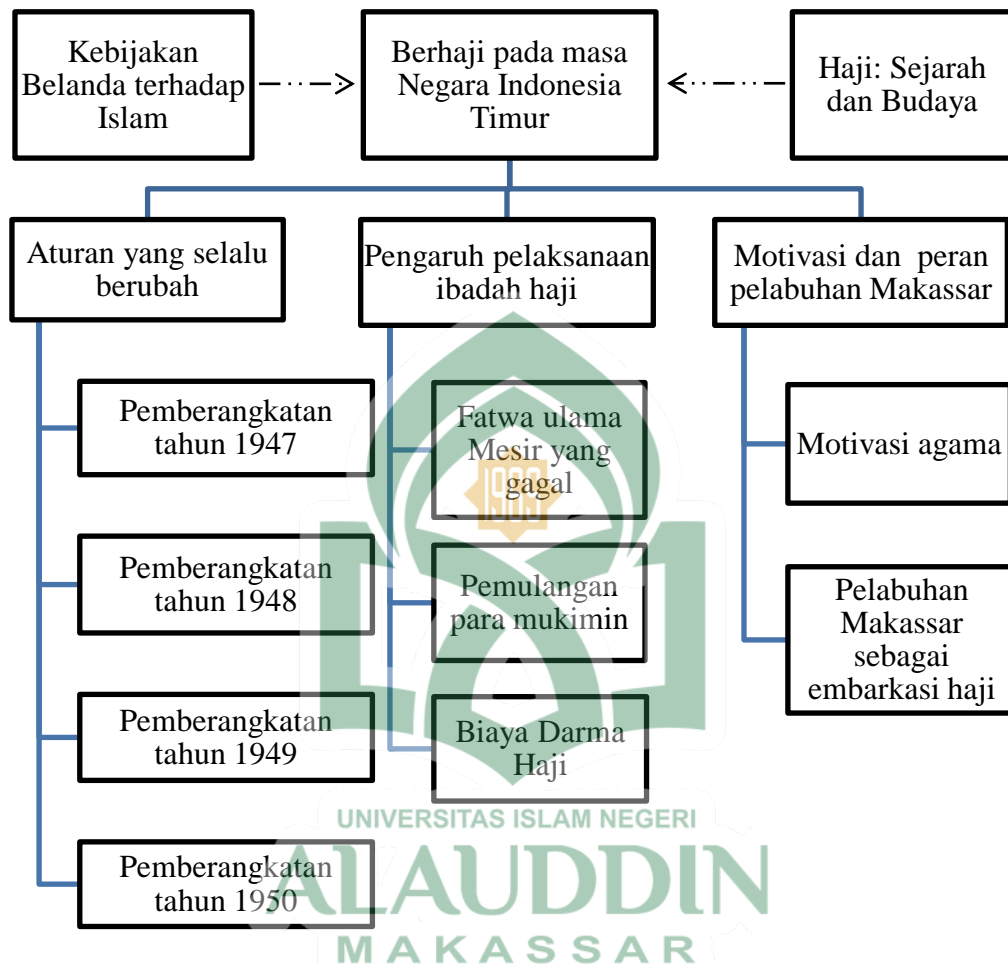 Kebijakan
Belanda terhadap
Islam
Berhaji pada masa
Negara Indonesia
Timur
Haji: Sejarah
dan Budaya
Aturan yang selalu
berubah
Pengaruh pelaksanaan
ibadah haji
Motivasi dan peran
pelabuhan Makassar
Pemberangkatan
tahun 1947
Pemberangkatan
tahun 1948
Pemberangkatan
tahun 1949
Pemberangkatan
tahun 1950
Fatwa ulama
Mesir yang
gagal
1989
Pemulangan
para mukimin
Biaya Darma
Haji
Motivasi agama
Pelabuhan
Makassar
sebagai
embarkasi haji
UNIVERSITAS ISLAM NEGERI
ALAUDDIN
MAKASSAR